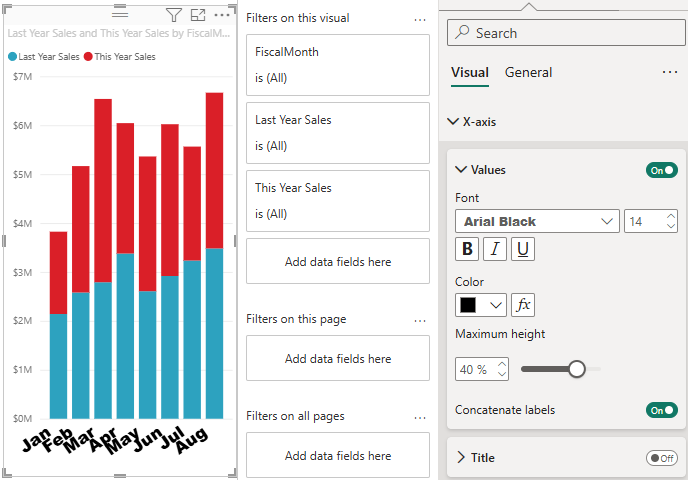 Last Year Sales and This Year Sales by FiscalM...
Last Year Sales This Year Sales
$7M
$6M
$5M
$4M
$3M
$2M
$1M
$0M
Jan Feb Mar Apr May Jun Jul Aug
Filters on this visual
FiscalMonth
is (All)
Last Year Sales
is (All)
This Year Sales
is (All)
Add data fields here
Filters on this page
Add data fields here
Filters on all pages
Add data fields here
Search
Visual General
X-axis
Values On
Font
Arial Black 14
B I U
Color
fx
Maximum height
40 %
Concatenate labels On
Title Off